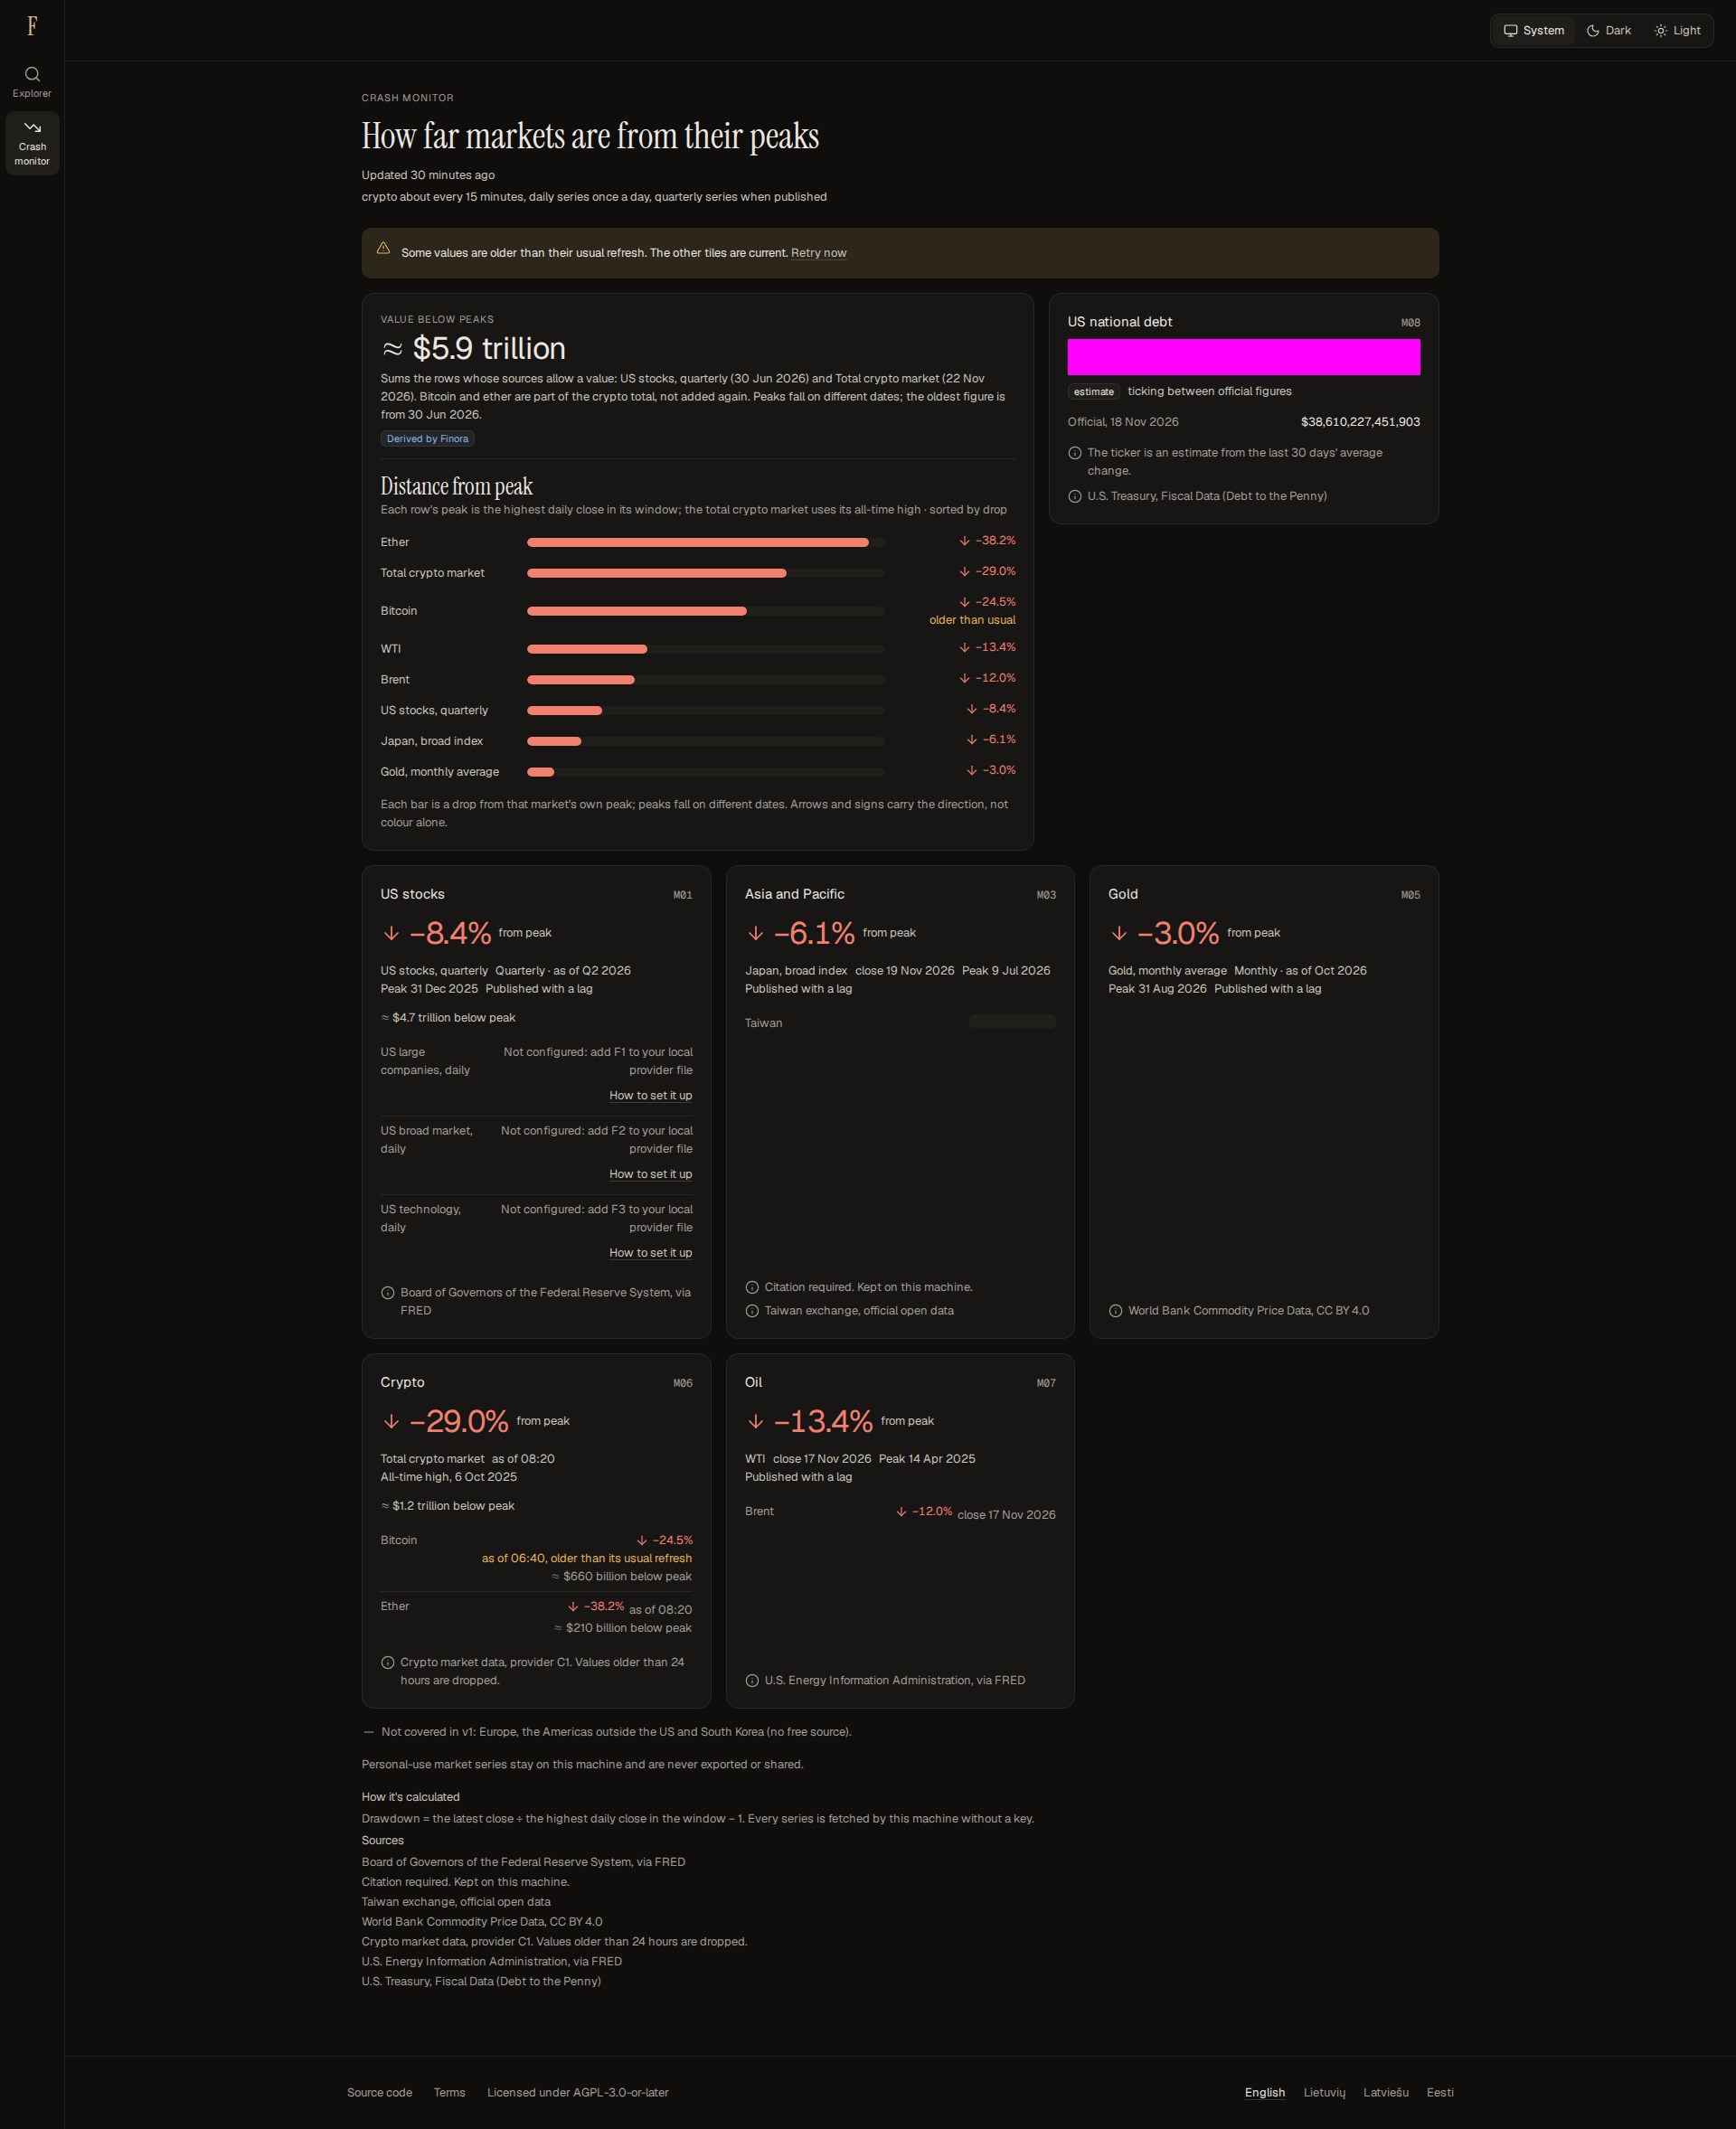 F
Explorer
Crash
monitor
System
Dark
Light
CRASH MONITOR
How far markets are from their peaks
Updated 30 minutes ago
crypto about every 15 minutes, daily series once a day, quarterly series when published
Some values are older than their usual refresh. The other tiles are current. Retry now
VALUE BELOW PEAKS
≈ $5.9 trillion
Sums the rows whose sources allow a value: US stocks, quarterly (30 Jun 2026) and Total crypto market (22 Nov
2026). Bitcoin and ether are part of the crypto total, not added again. Peaks fall on different dates; the oldest figure is
from 30 Jun 2026.
Derived by Finora
Distance from peak
Each row's peak is the highest daily close in its window; the total crypto market uses its all-time high · sorted by drop
Ether ↓ −38.2%
Total crypto market ↓ −29.0%
Bitcoin ↓ −24.5%
older than usual
WTI ↓ −13.4%
Brent ↓ −12.0%
US stocks, quarterly ↓ −8.4%
Japan, broad index ↓ −6.1%
Gold, monthly average ↓ −3.0%
Each bar is a drop from that market's own peak; peaks fall on different dates. Arrows and signs carry the direction, not
colour alone.
US national debt M08
estimate ticking between official figures
Official, 18 Nov 2026 $38,610,227,451,903
The ticker is an estimate from the last 30 days' average
change.
U.S. Treasury, Fiscal Data (Debt to the Penny)
US stocks M01
↓ −8.4% from peak
US stocks, quarterly Quarterly · as of Q2 2026
Peak 31 Dec 2025 Published with a lag
≈ $4.7 trillion below peak
US large
companies, daily
Not configured: add F1 to your local
provider file
How to set it up
US broad market,
daily
Not configured: add F2 to your local
provider file
How to set it up
US technology,
daily
Not configured: add F3 to your local
provider file
How to set it up
Board of Governors of the Federal Reserve System, via
FRED
Asia and Pacific M03
↓ −6.1% from peak
Japan, broad index close 19 Nov 2026 Peak 9 Jul 2026
Published with a lag
Taiwan
Citation required. Kept on this machine.
Taiwan exchange, official open data
Gold M05
↓ −3.0% from peak
Gold, monthly average Monthly · as of Oct 2026
Peak 31 Aug 2026 Published with a lag
World Bank Commodity Price Data, CC BY 4.0
Crypto M06
↓ −29.0% from peak
Total crypto market as of 08:20
All-time high, 6 Oct 2025
≈ $1.2 trillion below peak
Bitcoin ↓ −24.5%
as of 06:40, older than its usual refresh
≈ $660 billion below peak
Ether ↓ −38.2% as of 08:20
≈ $210 billion below peak
Crypto market data, provider C1. Values older than 24
hours are dropped.
Oil M07
↓ −13.4% from peak
WTI close 17 Nov 2026 Peak 14 Apr 2025
Published with a lag
Brent ↓ −12.0% close 17 Nov 2026
U.S. Energy Information Administration, via FRED
— Not covered in v1: Europe, the Americas outside the US and South Korea (no free source).
Personal-use market series stay on this machine and are never exported or shared.
How it's calculated
Drawdown = the latest close ÷ the highest daily close in the window − 1. Every series is fetched by this machine without a key.
Sources
Board of Governors of the Federal Reserve System, via FRED
Citation required. Kept on this machine.
Taiwan exchange, official open data
World Bank Commodity Price Data, CC BY 4.0
Crypto market data, provider C1. Values older than 24 hours are dropped.
U.S. Energy Information Administration, via FRED
U.S. Treasury, Fiscal Data (Debt to the Penny)
Source code Terms Licensed under AGPL-3.0-or-later
English Lietuvių Latviešu Eesti